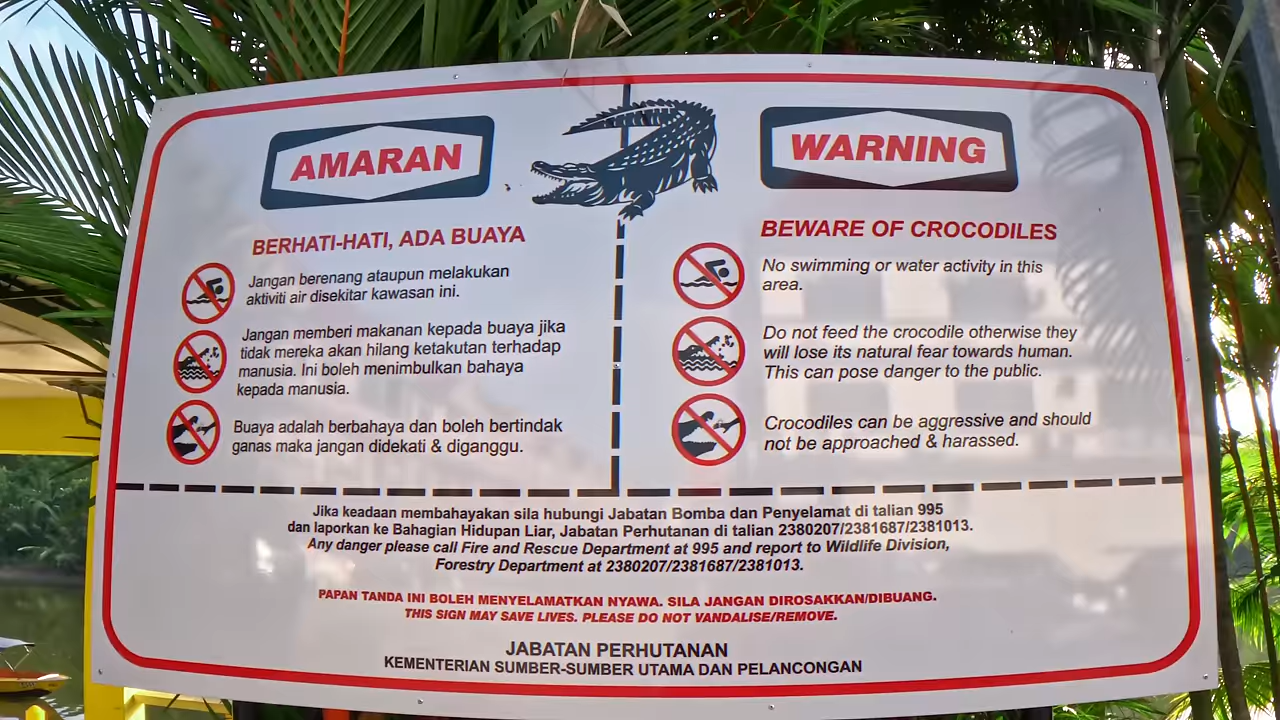 AMARAN
BERHATI-HATI, ADA BUAYA
Jangan berenang ataupun melakukan
aktiviti air disekitar kawasan ini.
Jangan memberi makanan kepada buaya jika
tidak mereka akan hilang ketakutan terhadap
manusia. Ini boleh menimbulkan bahaya
kepada manusia.
Buaya adalah berbahaya dan boleh bertindak
ganas maka jangan didekati & diganggu.
WARNING
BEWARE OF CROCODILES
No swimming or water activity in this
area.
Do not feed the crocodile otherwise they
will lose its natural fear towards human.
This can pose danger to the public.
Crocodiles can be aggressive and should
not be approached & harassed.
Jika keadaan membahayakan sila hubungi Jabatan Bomba dan Penyelamat di talian 995
dan laporkan ke Bahagian Hidupan Liar, Jabatan Perhutanan di talian 2380207/2381687/2381013.
Any danger please call Fire and Rescue Department at 995 and report to Wildlife Division,
Forestry Department at 2380207/2381687/2381013.
PAPAN TANDA INI BOLEH MENYELAMATKAN NYAWA. SILA JANGAN DIROSAKKAN/DIBUANG.
THIS SIGN MAY SAVE LIVES. PLEASE DO NOT VANDALISE/REMOVE.
JABATAN PERHUTANAN
KEMENTERIAN SUMBER-SUMBER UTAMA DAN PELANCONGAN